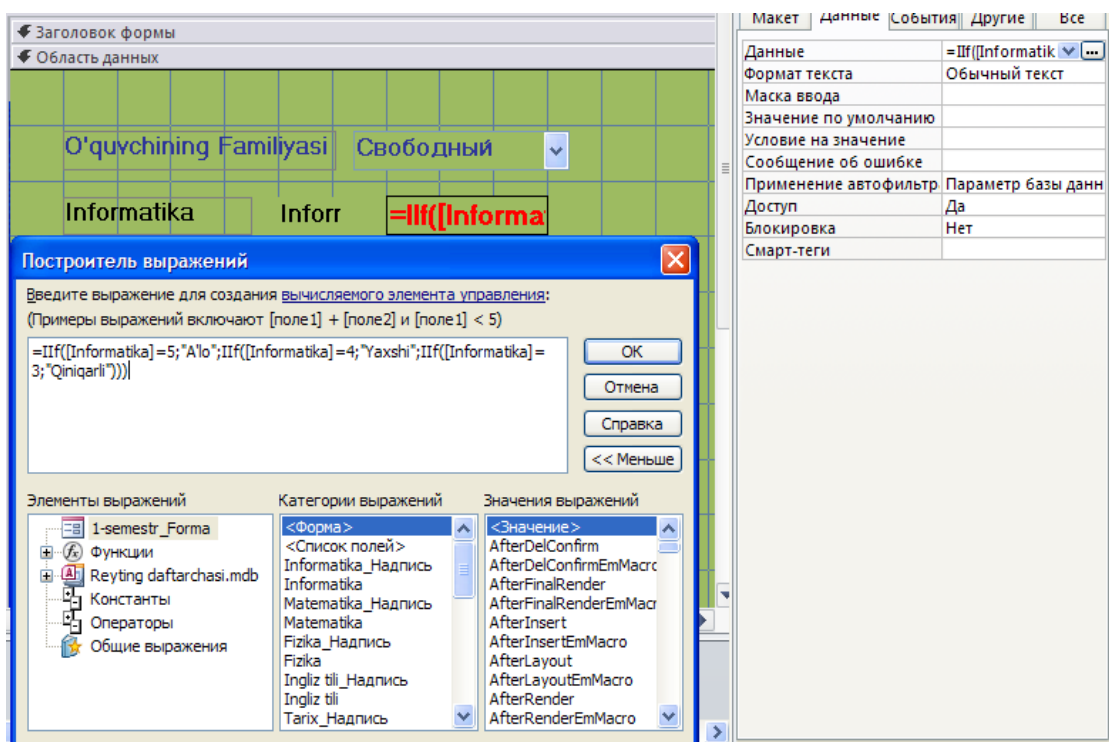 Макет Данные События Другие Все
Заголовок формы
Область данных
O'quvchining Familiyasi Свободный
Informatika Inforr =IIf([Informa
Данные =IIf([Informatik
Формат текста Обычный текст
Маска ввода
Значение по умолчанию
Условие на значение
Сообщение об ошибке
Применение автофильтр Параметр базы данн
Доступ Да
Блокировка Нет
Смарт-теги
Построитель выражений
Введите выражение для создания вычисляемого элемента управления:
(Примеры выражений включают [поле1] + [поле2] и [поле1] < 5)
=IIf([Informatika]=5;"A'lo";IIf([Informatika]=4;"Yaxshi";IIf([Informatika]=
3;"Qiniqarli")))
OK
Отмена
Справка
<< Меньше
Элементы выражений
1-semestr_Forma
Функции
Reyting daftarchasi.mdb
Константы
Операторы
Общие выражения
Категории выражений
<Форма>
<Список полей>
Informatika_Надпись
Informatika
Matematika_Надпись
Matematika
Fizika_Надпись
Fizika
Ingliz tili_Надпись
Ingliz tili
Tarix_Надпись
Значения выражений
<Значение>
AfterDelConfirm
AfterDelConfirmEmMacro
AfterFinalRender
AfterFinalRenderEmMacr
AfterInsert
AfterInsertEmMacro
AfterLayout
AfterLayoutEmMacro
AfterRender
AfterRenderEmMacro